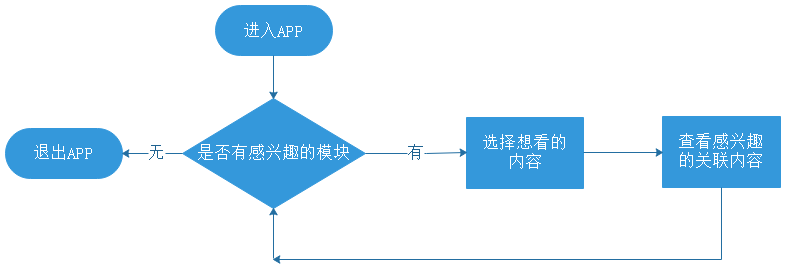 进入APP
退出APP
无
是否有感兴趣的模块
有
选择想看的
内容
查看感兴趣
的关联内容